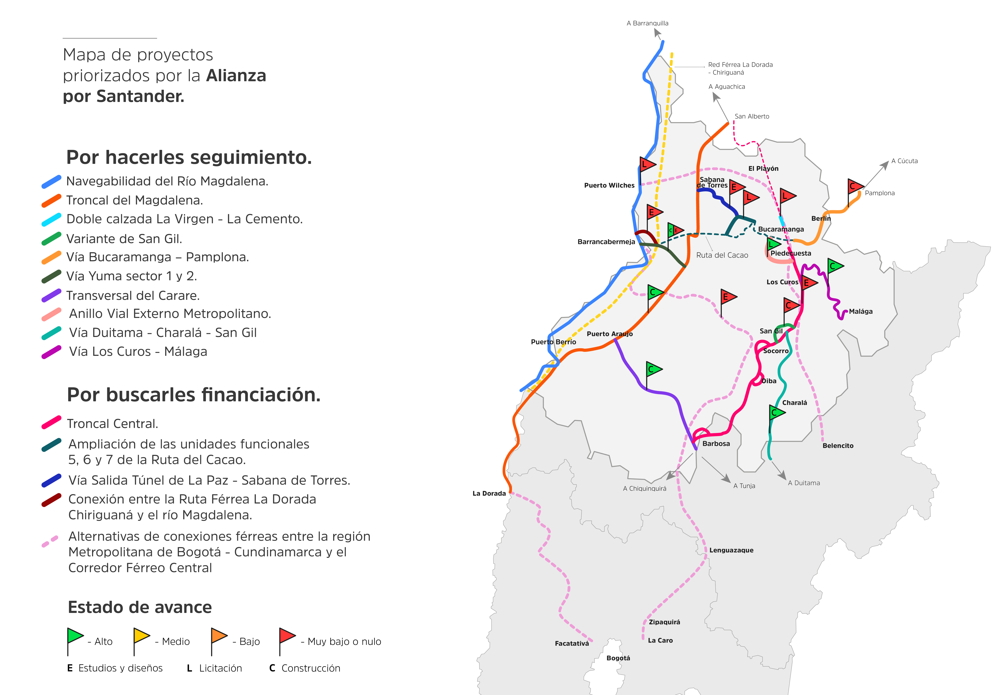 Mapa de proyectos
priorizados por la Alianza
por Santander.
Por hacerles seguimiento.
Navegabilidad del Río Magdalena.
Troncal del Magdalena.
Doble calzada La Virgen - La Cemento.
Variante de San Gil.
Vía Bucaramanga – Pamplona.
Vía Yuma sector 1 y 2.
Transversal del Carare.
Anillo Vial Externo Metropolitano.
Vía Duitama - Charalá - San Gil
Vía Los Curos - Málaga
Por buscarles financiación.
Troncal Central.
Ampliación de las unidades funcionales
5, 6 y 7 de la Ruta del Cacao.
Vía Salida Túnel de La Paz - Sabana de Torres.
Conexión entre la Ruta Férrea La Dorada
Chiriguaná y el río Magdalena.
Alternativas de conexiones férreas entre la región
Metropolitana de Bogotá - Cundinamarca y el
Corredor Férreo Central
Estado de avance
- Alto
- Medio
- Bajo
- Muy bajo o nulo
E Estudios y diseños
L Licitación
C Construcción
A Barranquilla
Red Férrea La Dorada
- Chiriguaná
A Aguachica
San Alberto
A Cúcuta
L
El Playón
Sabana
de Torres
Puerto Wilches
E
L
L
C
Pamplona
E
Berlín
C E
Bucaramanga
Barrancabermeja
L
Piedecuesta
Ruta del Cacao
C
Los Curos
E
C
E
C
Malága
San Gil
Puerto Araujo
Puerto Berrío
Socorro
C
Oiba
Charalá
C
Barbosa
Belencito
A Chiquinquirá
A Tunja
A Duitama
La Dorada
Lenguazaque
Zipaquirá
La Caro
Facatativá
Bogotá